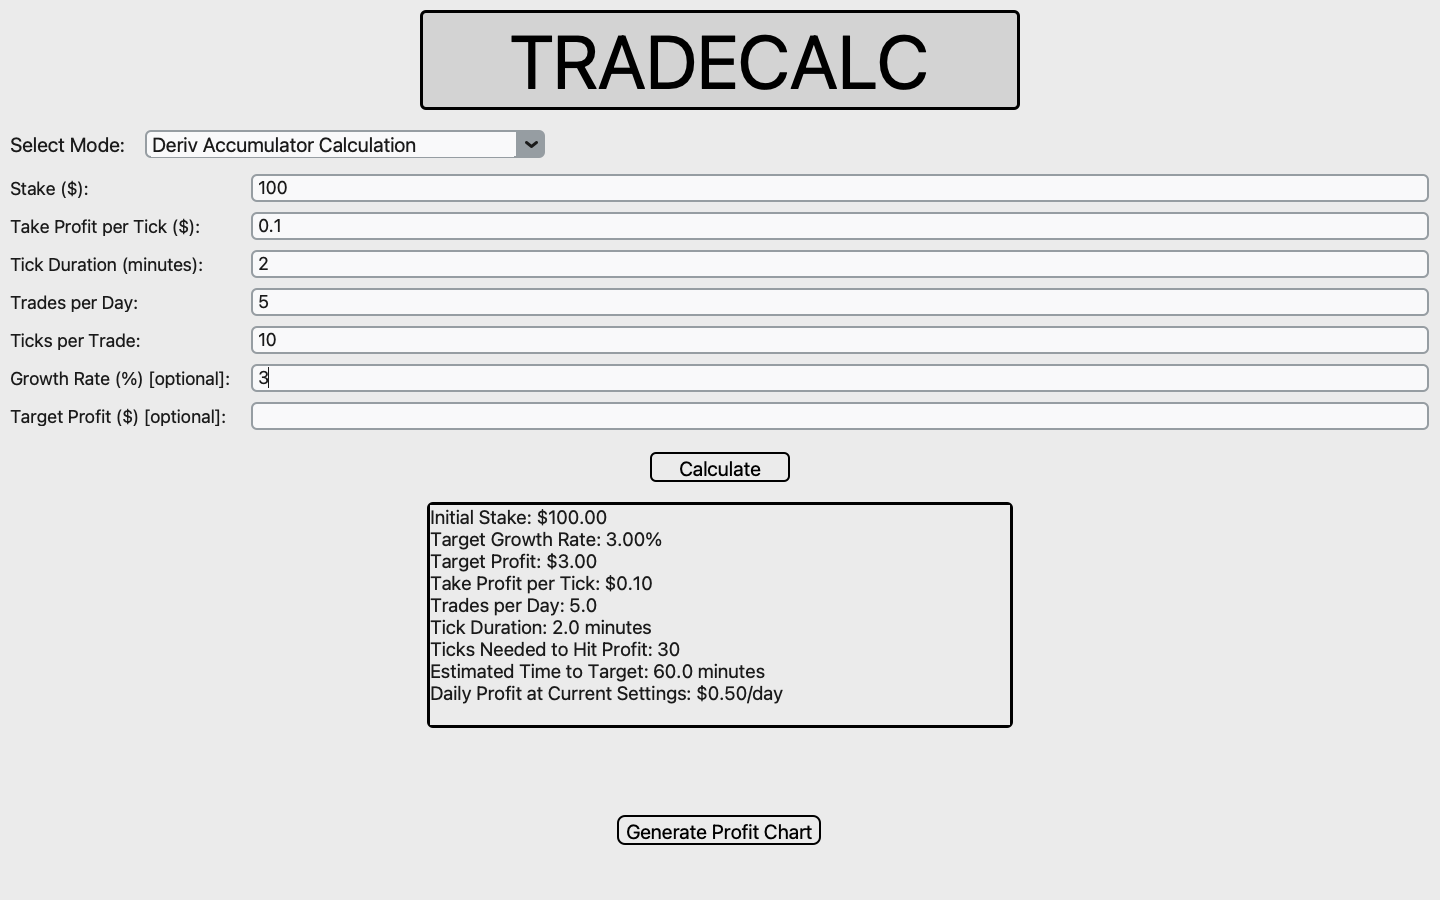 TRADECALC
Select Mode: Deriv Accumulator Calculation
Stake ($): 100
Take Profit per Tick ($): 0.1
Tick Duration (minutes): 2
Trades per Day: 5
Ticks per Trade: 10
Growth Rate (%) [optional]: 3
Target Profit ($) [optional]:
Calculate
Initial Stake: $100.00
Target Growth Rate: 3.00%
Target Profit: $3.00
Take Profit per Tick: $0.10
Trades per Day: 5.0
Tick Duration: 2.0 minutes
Ticks Needed to Hit Profit: 30
Estimated Time to Target: 60.0 minutes
Daily Profit at Current Settings: $0.50/day
Generate Profit Chart